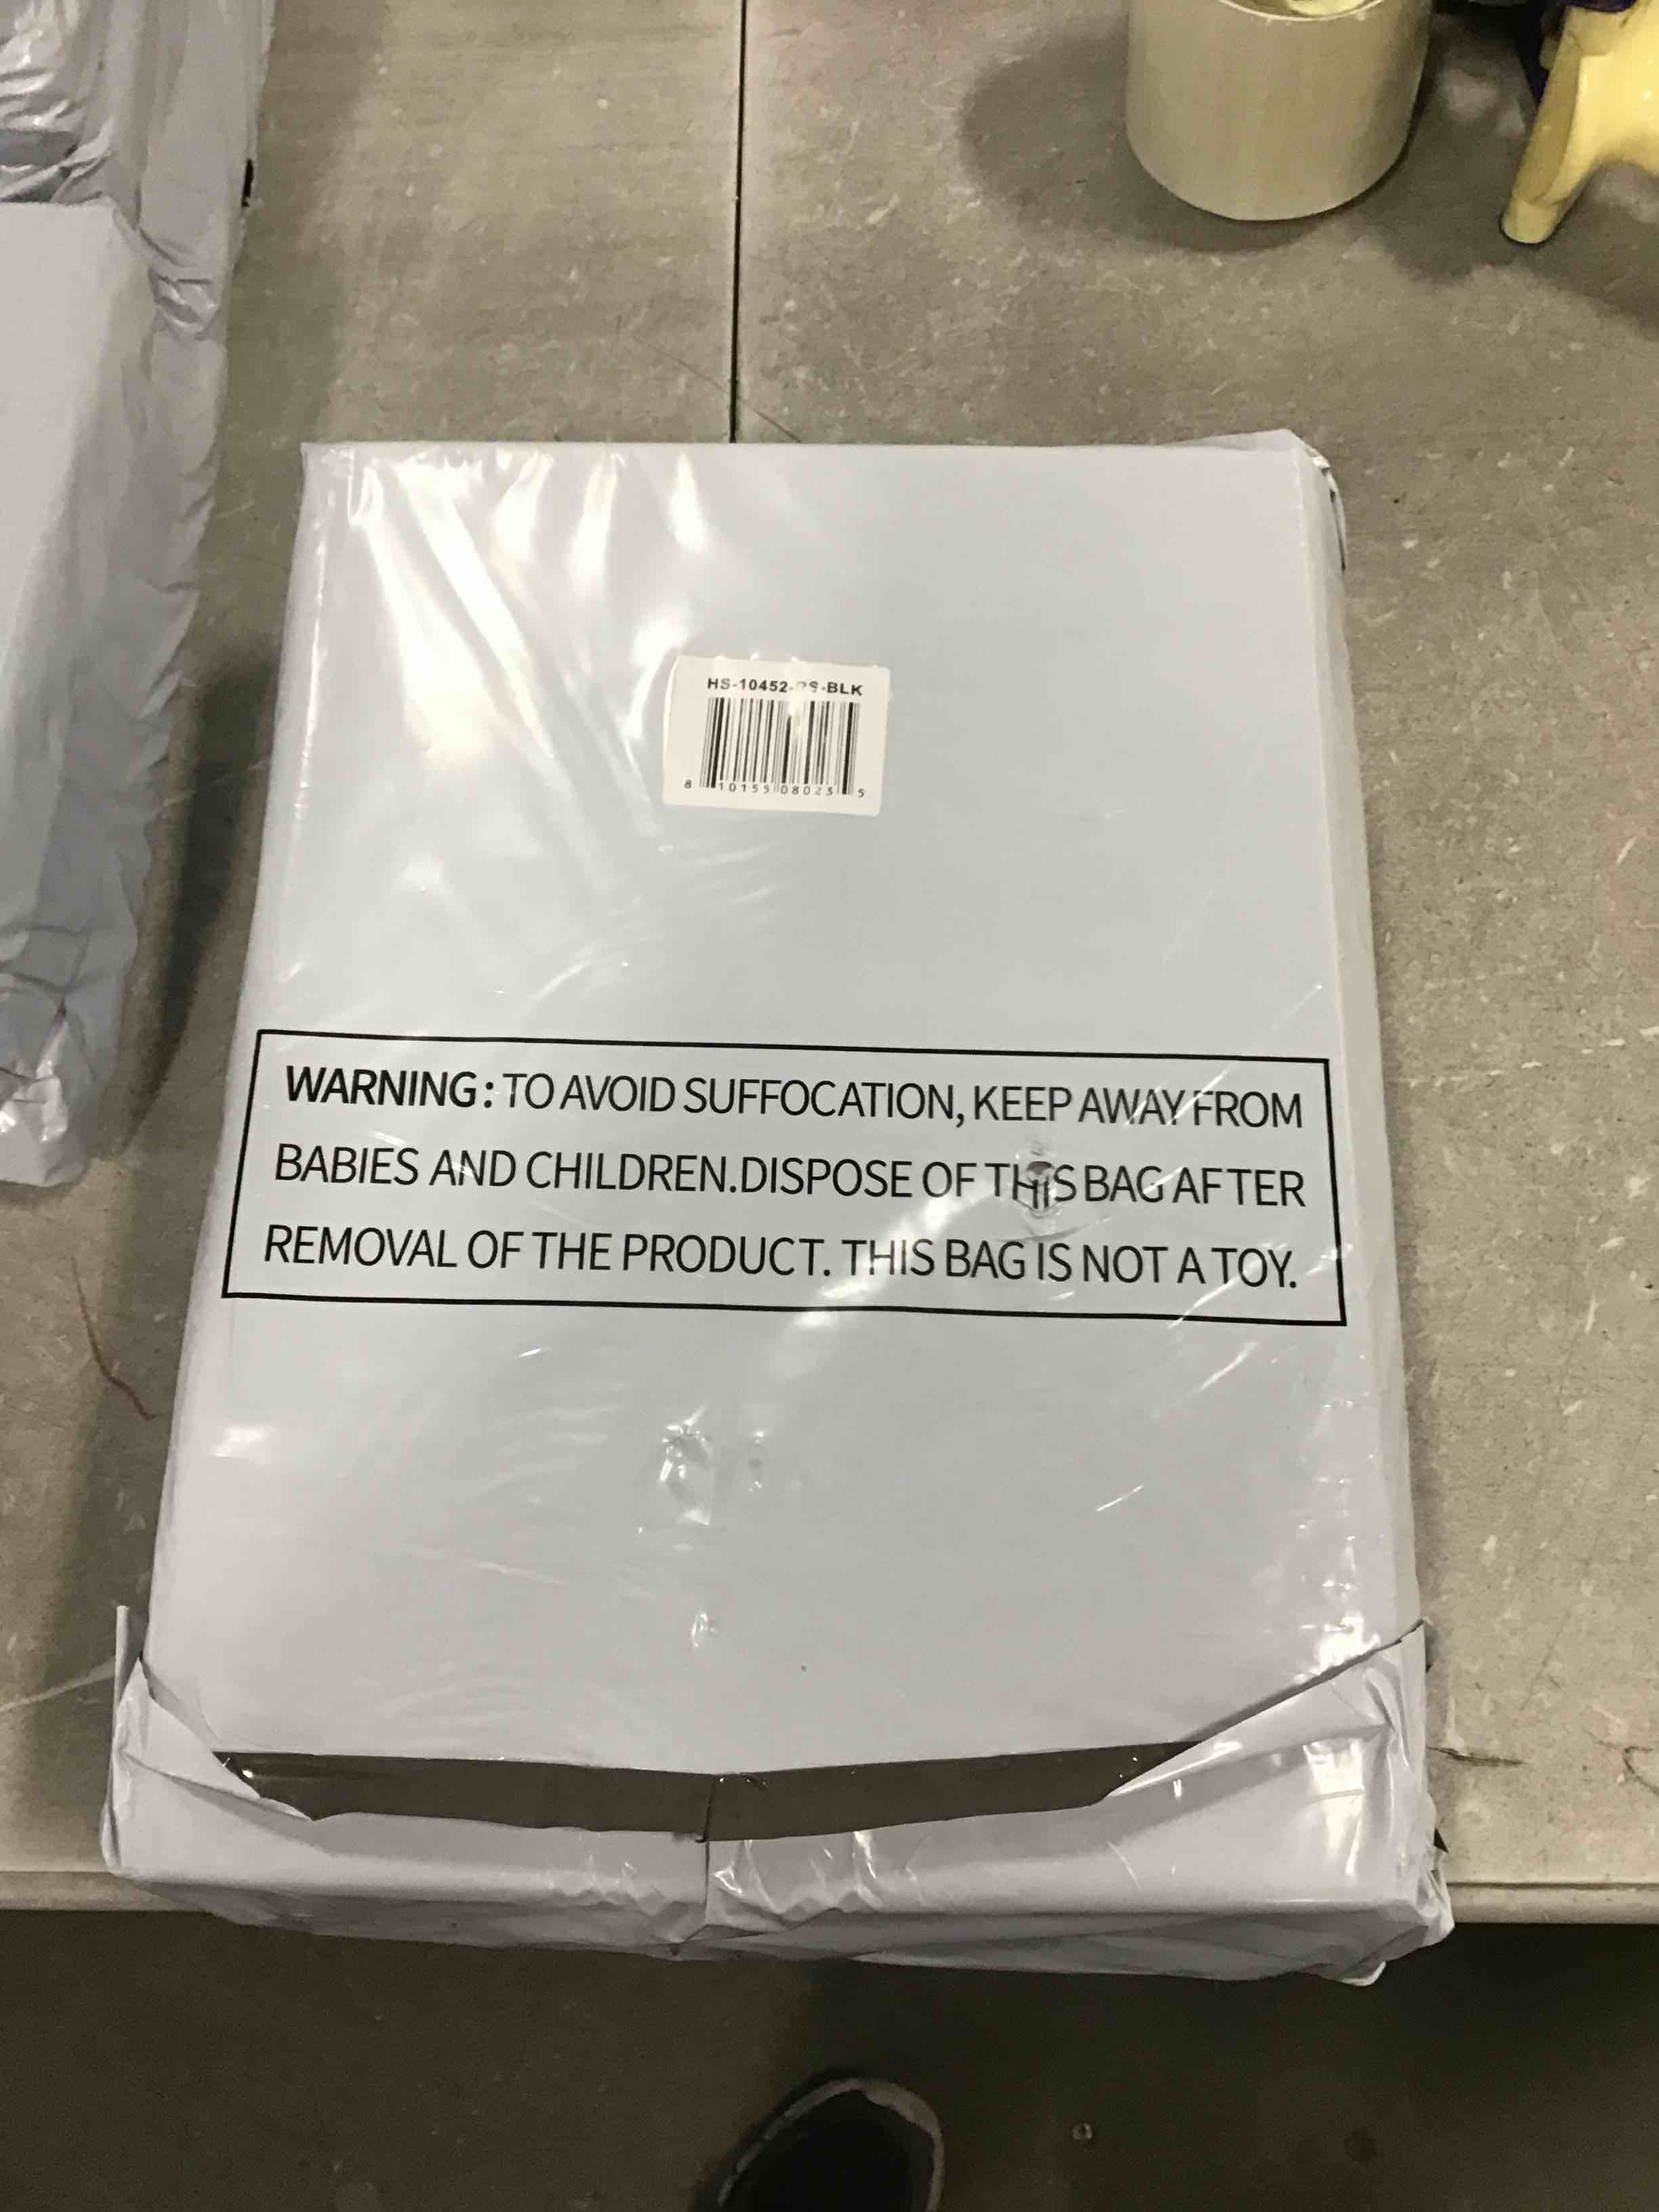 HS-10452- -BLK
8 10155 08023 5
WARNING: TO AVOID SUFFOCATION, KEEP AWAY FROM
BABIES AND CHILDREN.DISPOSE OF THIS BAG AFTER
REMOVAL OF THE PRODUCT. THIS BAG IS NOT A TOY.